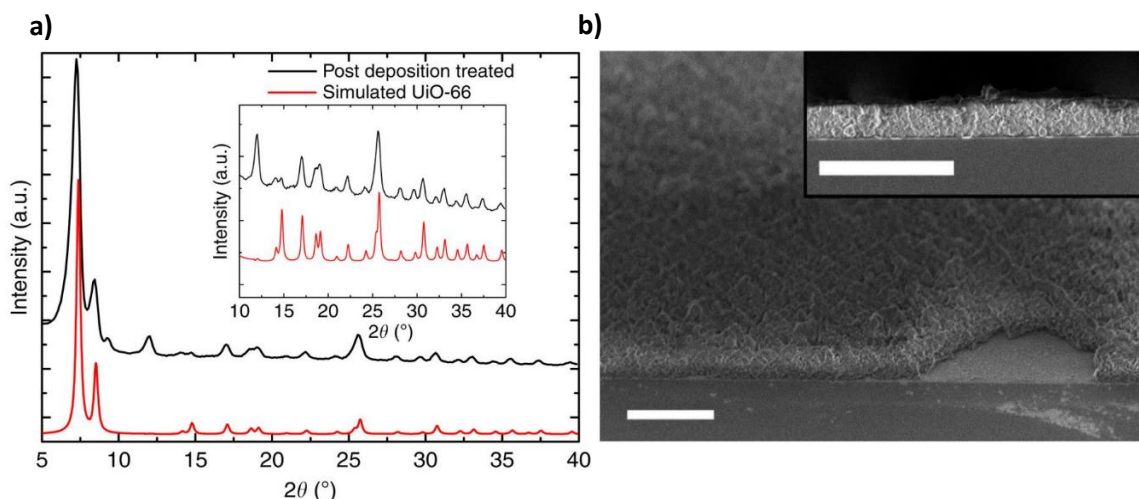 a)
b)
Post deposition treated
Simulated UiO-66
Intensity (a.u.)
Intensity (a.u.)
10 15 20 25 30 35 40
2θ (°)
5 10 15 20 25 30 35 40
2θ (°)